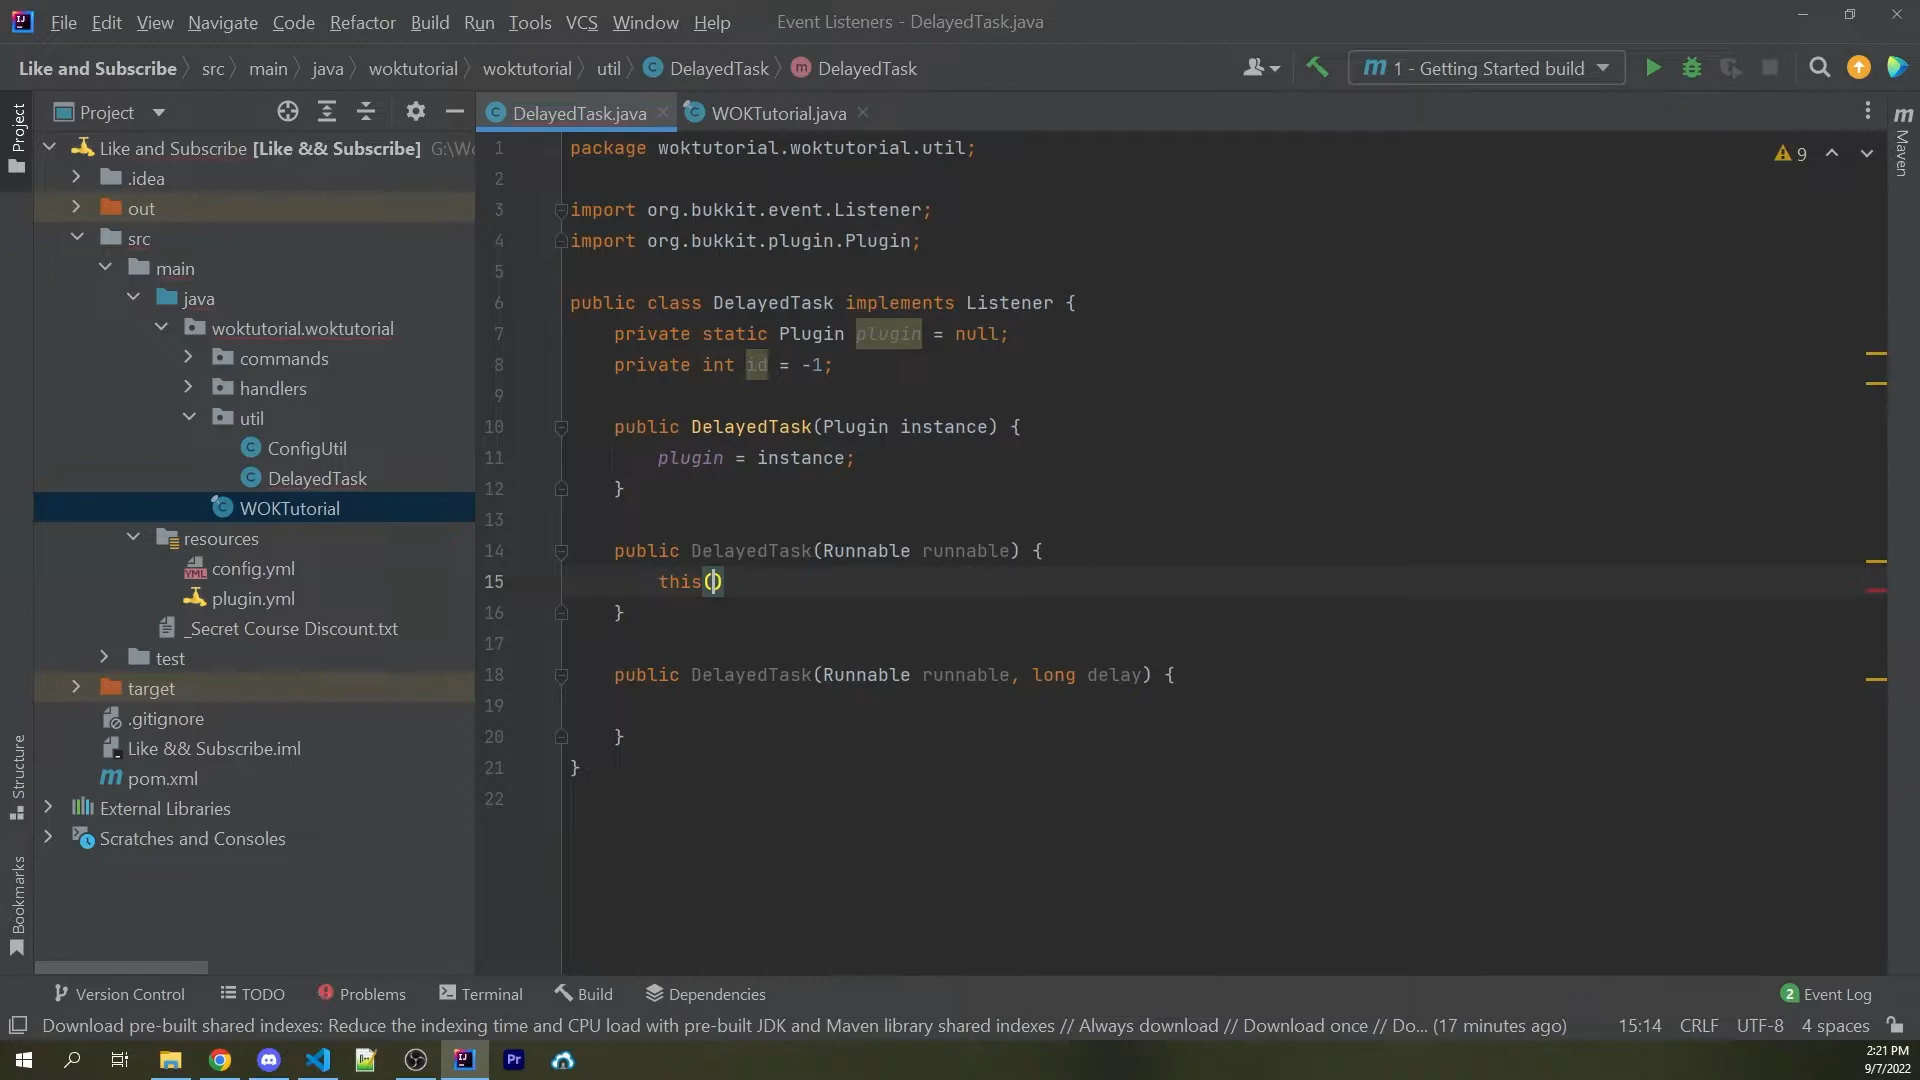 File Edit View Navigate Code Refactor Build Run Tools VCS Window Help Event Listeners - DelayedTask.java
Like and Subscribe src main java woktutorial woktutorial util DelayedTask DelayedTask 1 - Getting Started build
Project DelayedTask.java WOKTutorial.java
Project
Like and Subscribe [Like && Subscribe]
.idea
out
src
main
java
woktutorial.woktutorial
commands
handlers
util
ConfigUtil
DelayedTask
WOKTutorial
resources
config.yml
plugin.yml
_Secret Course Discount.txt
test
target
.gitignore
Like && Subscribe.iml
pom.xml
External Libraries
Scratches and Consoles
Structure
Bookmarks
1 package woktutorial.woktutorial.util;
2
3 import org.bukkit.event.Listener;
4 import org.bukkit.plugin.Plugin;
5
6 public class DelayedTask implements Listener {
7 private static Plugin plugin = null;
8 private int id = -1;
9
10 public DelayedTask(Plugin instance) {
11 plugin = instance;
12 }
13
14 public DelayedTask(Runnable runnable) {
15 this()
16 }
17
18 public DelayedTask(Runnable runnable, long delay) {
19
20 }
21 }
22
9
Maven
Version Control TODO Problems Terminal Build Dependencies 2 Event Log
Download pre-built shared indexes: Reduce the indexing time and CPU load with pre-built JDK and Maven library shared indexes // Always download // Download once // Do... (17 minutes ago) 15:14 CRLF UTF-8 4 spaces
2:21 PM
9/7/2022